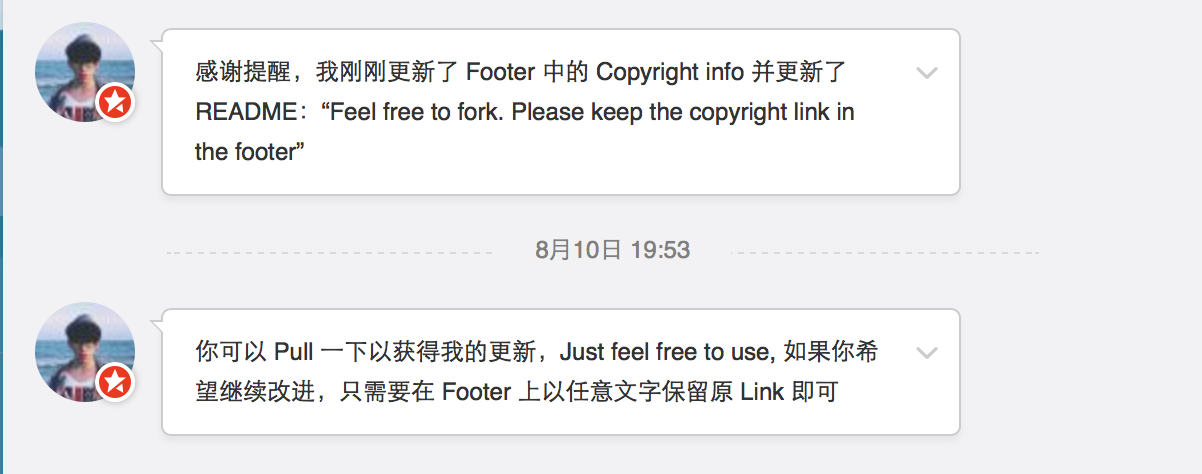 感谢提醒，我刚刚更新了 Footer 中的 Copyright info 并更新了
README：“Feel free to fork. Please keep the copyright link in
the footer”
8月10日 19:53
你可以 Pull 一下以获得我的更新，Just feel free to use, 如果你希
望继续改进，只需要在 Footer 上以任意文字保留原 Link 即可